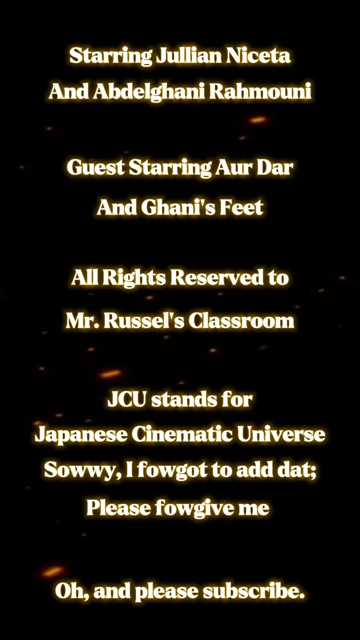 Starring Jullian Niceta
And Abdelghani Rahmouni
Guest Starring Aur Dar
And Ghani's Feet
All Rights Reserved to
Mr. Russel's Classroom
JCU stands for
Japanese Cinematic Universe
Sowwy, I fowgot to add dat;
Please fowgive me
Oh, and please subscribe.